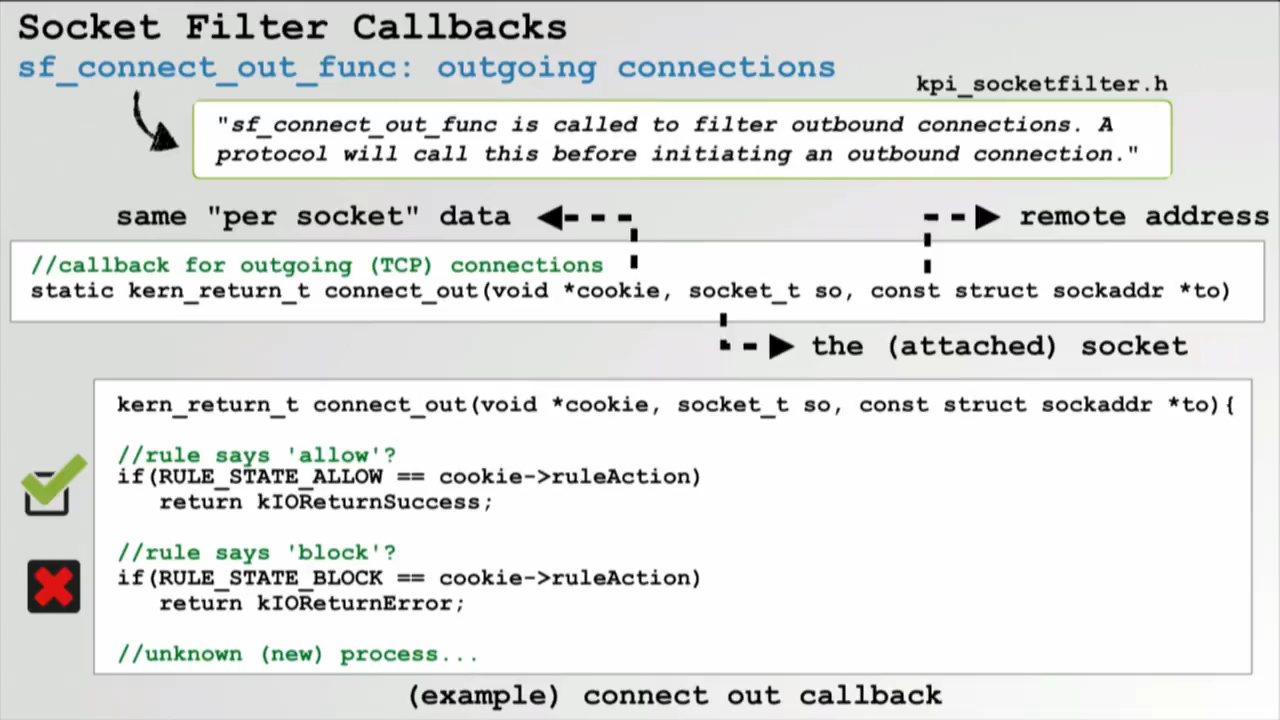 Socket Filter Callbacks
sf_connect_out_func: outgoing connections
kpi_socketfilter.h
"sf_connect_out_func is called to filter outbound connections. A
protocol will call this before initiating an outbound connection."
same "per socket" data
remote address
//callback for outgoing (TCP) connections
static kern_return_t connect_out(void *cookie, socket_t so, const struct sockaddr *to)
the (attached) socket
kern_return_t connect_out(void *cookie, socket_t so, const struct sockaddr *to){
//rule says 'allow'?
if(RULE_STATE_ALLOW == cookie->ruleAction)
return kIOReturnSuccess;
//rule says 'block'?
if(RULE_STATE_BLOCK == cookie->ruleAction)
return kIOReturnError;
//unknown (new) process...
(example) connect out callback